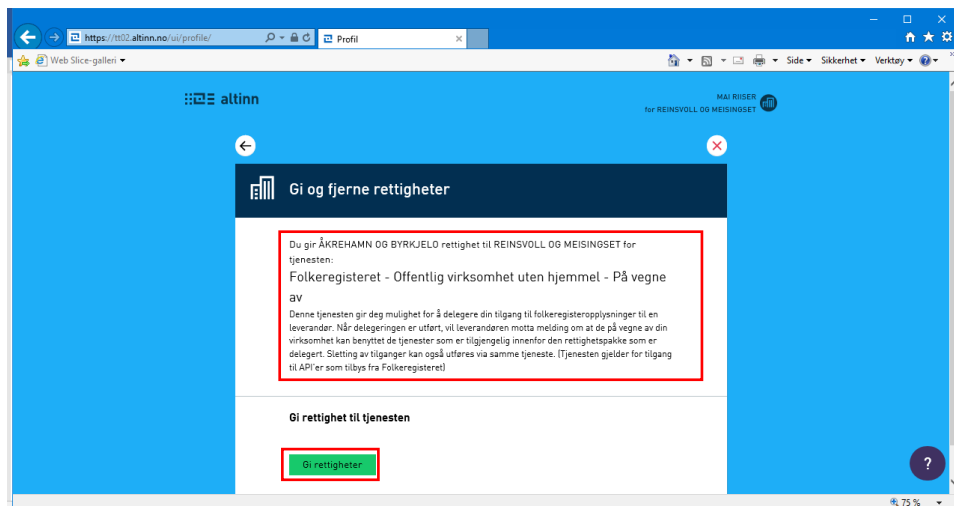 https://tt02.altinn.no/ui/profile/
Profil
Web Slice-galleri
Side
Sikkerhet
Verktøy
altinn
MAI RIISER
for REINSVOLL OG MEISINGSET
Gi og fjerne rettigheter
Du gir ÅKREHAMN OG BYRKJELO rettighet til REINSVOLL OG MEISINGSET for
tjenesten:
Folkeregisteret - Offentlig virksomhet uten hjemmel - På vegne
av
Denne tjenesten gir deg mulighet for å delegere din tilgang til folkeregisteropplysninger til en
leverandør. Når delegeringen er utført, vil leverandøren motta melding om at de på vegne av din
virksomhet kan benyttet de tjenester som er tilgjengelig innenfor den rettighetspakke som er
delegert. Sletting av tilganger kan også utføres via samme tjeneste. (Tjenesten gjelder for tilgang
til API'er som tilbys fra Folkeregisteret)
Gi rettighet til tjenesten
Gi rettigheter
?
75 %